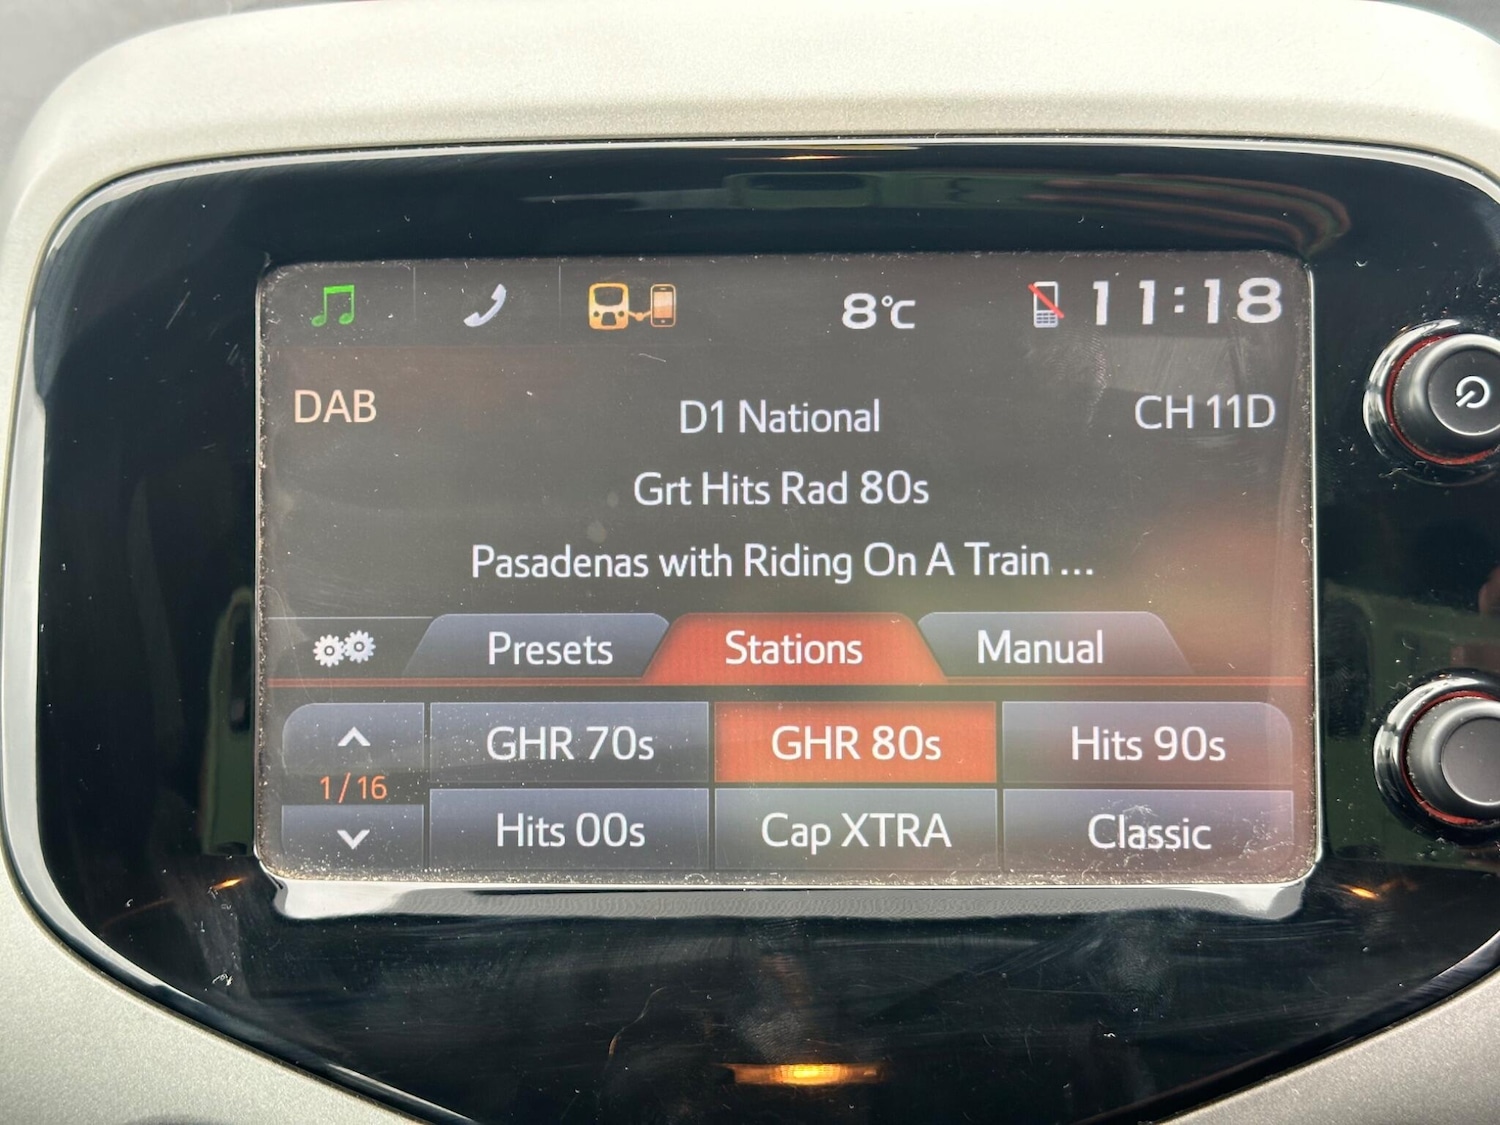 8°C 11:18
DAB D1 National CH 11D
Grt Hits Rad 80s
Pasadenas with Riding On A Train ...
Presets Stations Manual
GHR 70s GHR 80s Hits 90s
1/16
Hits 00s Cap XTRA Classic